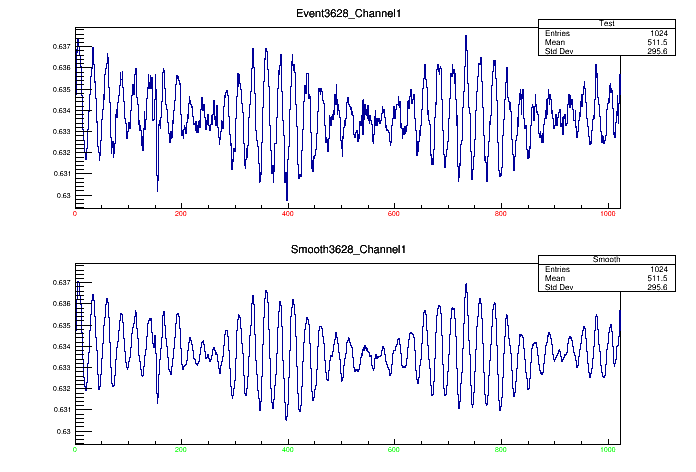 Event3628_Channel1
Test
Entries 1024
Mean 511.5
Std Dev 295.6
0.637
0.636
0.635
0.634
0.633
0.632
0.631
0.63
0 200 400 600 800 1000
Smooth3628_Channel1
Smooth
Entries 1024
Mean 511.5
Std Dev 295.6
0.637
0.636
0.635
0.634
0.633
0.632
0.631
0.63
0 200 400 600 800 1000